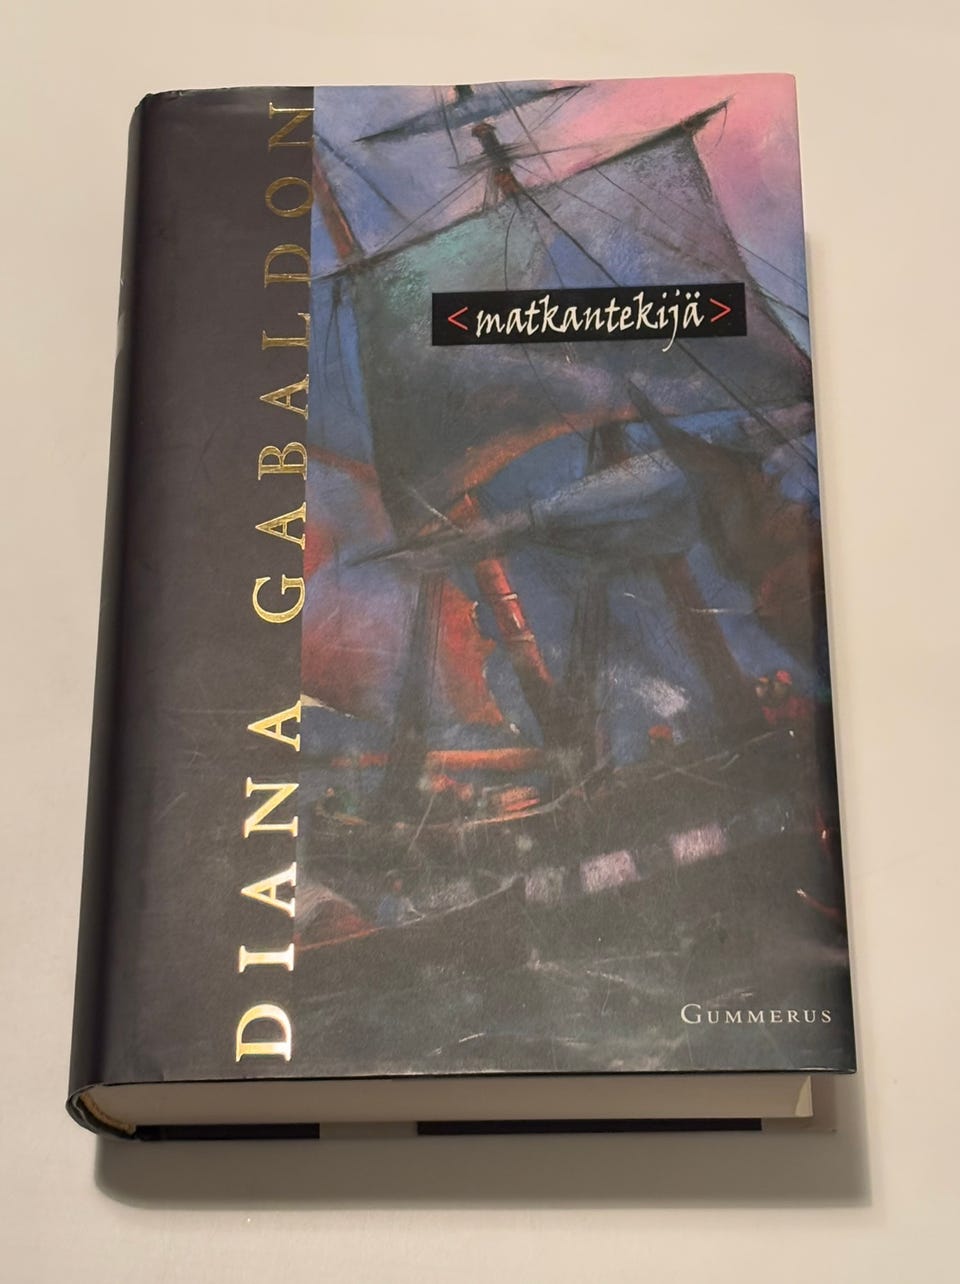 DIANA GABALDON
<matkantekijä>
GUMMERUS